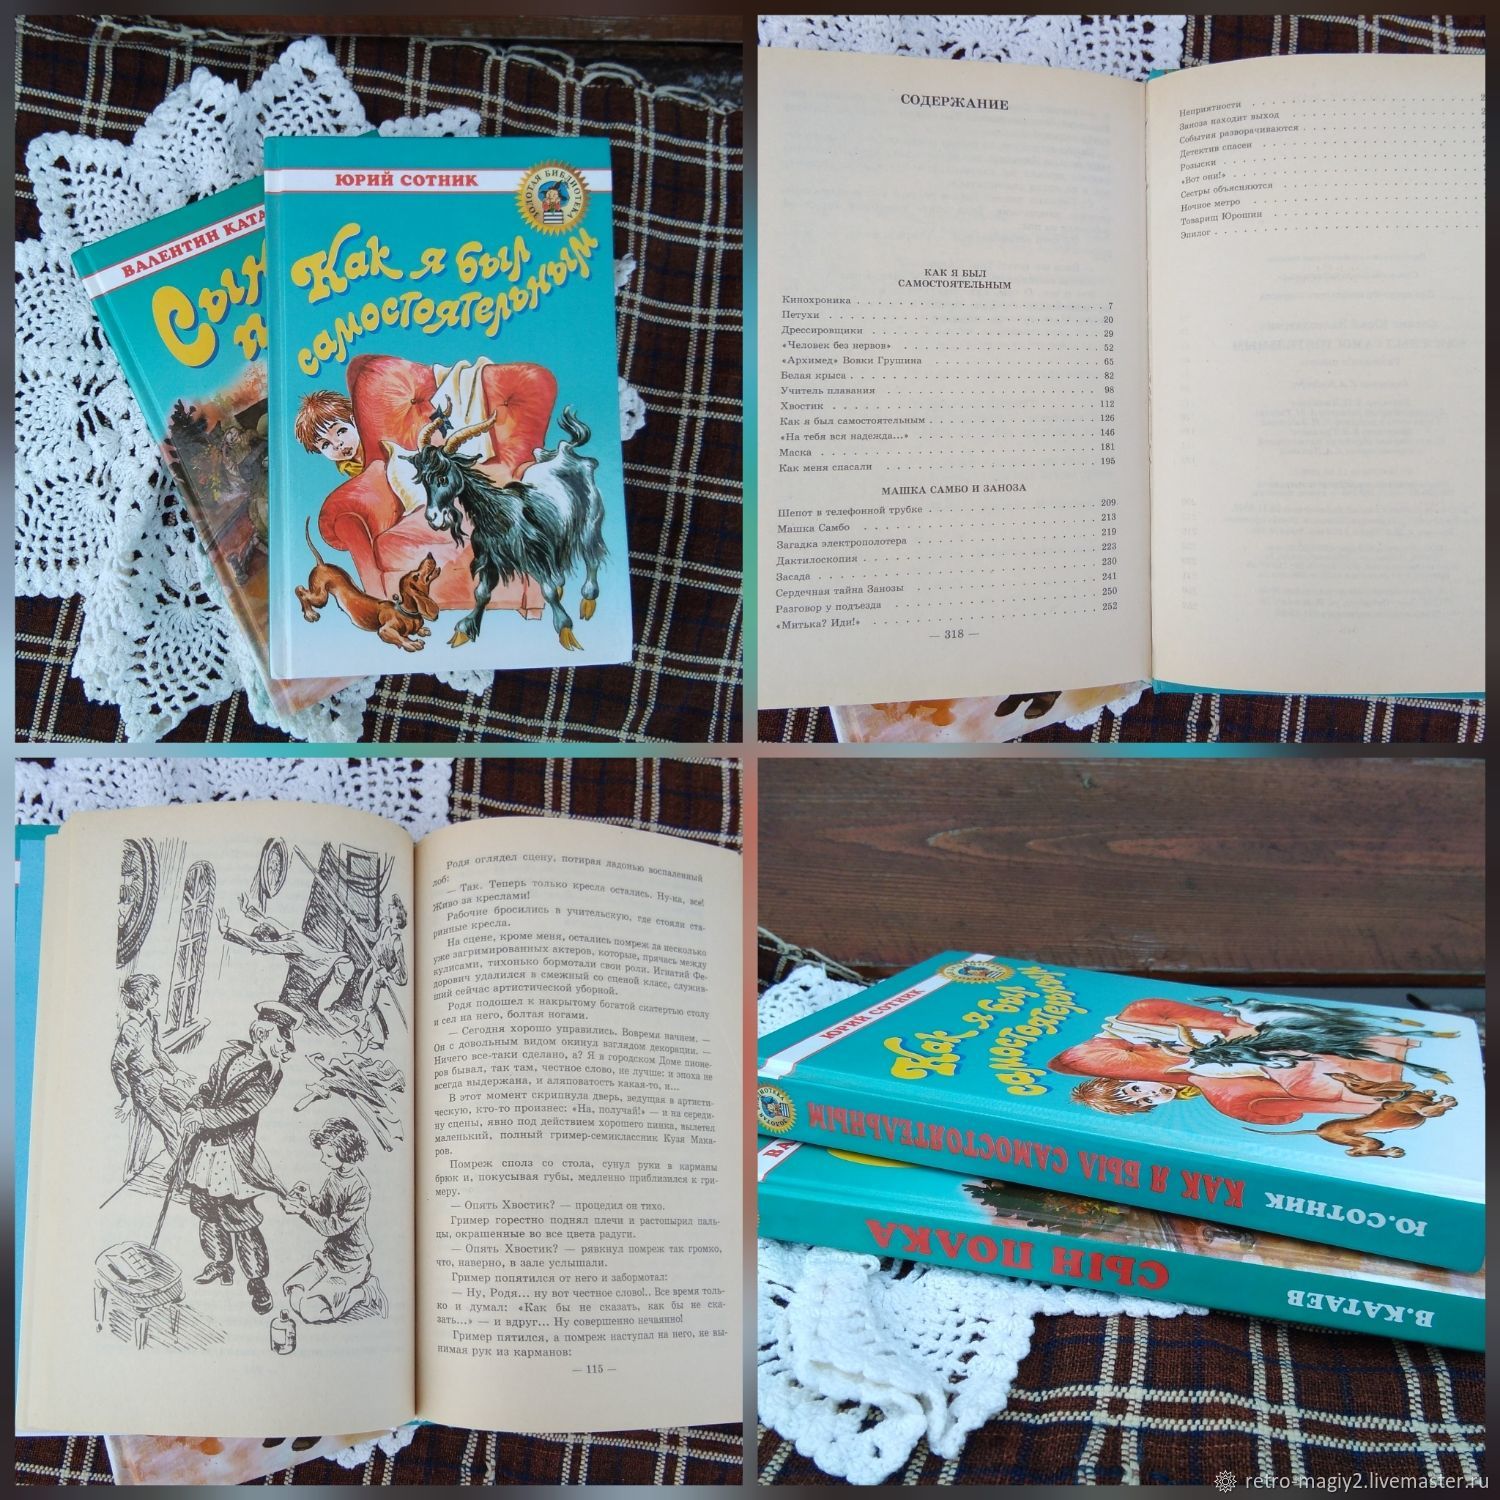 ВАЛЕНТИН
Сын
ЮРИЙ СОТНИК
ЗОЛОТАЯ БИБЛИОТЕКА
Как я был
самостоятельным
СОДЕРЖАНИЕ
КАК Я БЫЛ
САМОСТОЯТЕЛЬНЫМ
Кинохроника 7
Петухи 20
Дрессировщики 29
«Человек без нервов» 52
«Архимед» Вовки Грушина 65
Белая крыса 82
Учитель плавания 98
Хвостик 112
Как я был самостоятельным 126
«На тебя вся надежда...» 146
Маска 181
Как меня спасали 195
МАШКА САМБО И ЗАНОЗА
Шепот в телефонной трубке 209
Машка Самбо 213
Загадка электрополотера 219
Дактилоскопия 223
Засада 230
Сердечная тайна Занозы 241
Разговор у подъезда 250
«Митька? Иди!» 252
— 318 —
Неприятности
Заноза находит выход
События разворачиваются
Детектив спасен
Розыски
«Вот они!»
Сестры объясняются
Ночное метро
Товарищ Юрошин
Эпилог
Родя оглядел сцену, потирая ладонью воспаленный
лоб:
— Так. Теперь только кресла остались. Ну-ка, все!
Живо за креслами!
Рабочие бросились в учительскую, где стояли ста-
ринные кресла.
На сцене, кроме меня, остались помреж да несколько
уже загримированных актеров, которые, прячась между
кулисами, тихонько бормотали свои роли. Игнатий Фе-
дорович удалился в смежный со сценой класс, служив-
ший сейчас артистической уборной.
Родя подошел к накрытому богатой скатертью столу
и сел на него, болтая ногами.
— Сегодня хорошо управились. Вовремя начнем. —
Он с довольным видом окинул взглядом декорации. —
Ничего все-таки сделано, а? Я в городском Доме пионе-
ров бывал, так там, честное слово, не лучше: и эпоха не
всегда выдержана, и аляповатость какая-то, и...
В этот момент скрипнула дверь, ведущая в артисти-
ческую, кто-то произнес: «На, получай!» — и на середи-
ну сцены, явно под действием хорошего пинка, вылетел
маленький, полный гример-семиклассник Кузя Мака-
ров.
Помреж сполз со стола, сунул руки в карманы
брюк и, покусывая губы, медленно приблизился к гри-
меру.
— Опять Хвостик? — процедил он тихо.
Гример горестно поднял плечи и растопырил паль-
цы, окрашенные во все цвета радуги.
— Опять Хвостик? — рявкнул помреж так громко,
что, наверно, в зале услышали.
Гример попятился от него и забормотал:
— Ну, Родя... ну вот честное слово!.. Все время толь-
ко и думал: «Как бы не сказать, как бы не ска-
зать...» — и вдруг... Ну совершенно нечаянно!
Гример пятился, а помреж наступал на него, не вы-
нимая рук из карманов:
— 115 —
ЮРИЙ СОТНИК
Как я был
самостоятельным
Ю.СОТНИК КАК Я БЫЛ САМОСТОЯТЕЛЬНЫМ
В.КАТАЕВ СЫН ПОЛКА
retro-magiy2.livemaster.ru